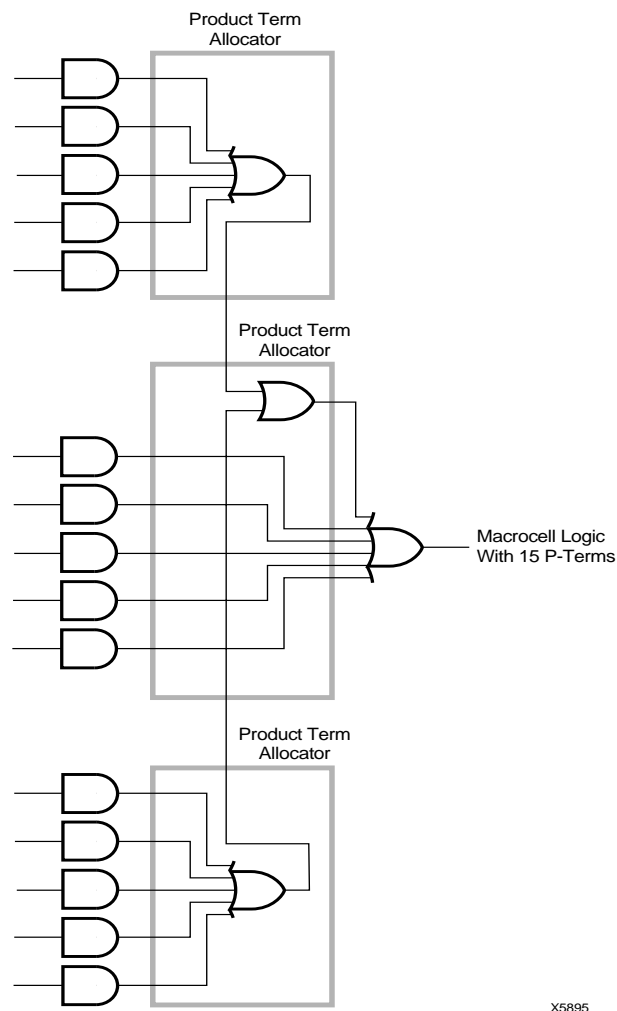 Product Term
Allocator
Product Term
Allocator
Macrocell Logic
With 15 P-Terms
Product Term
Allocator
X5895